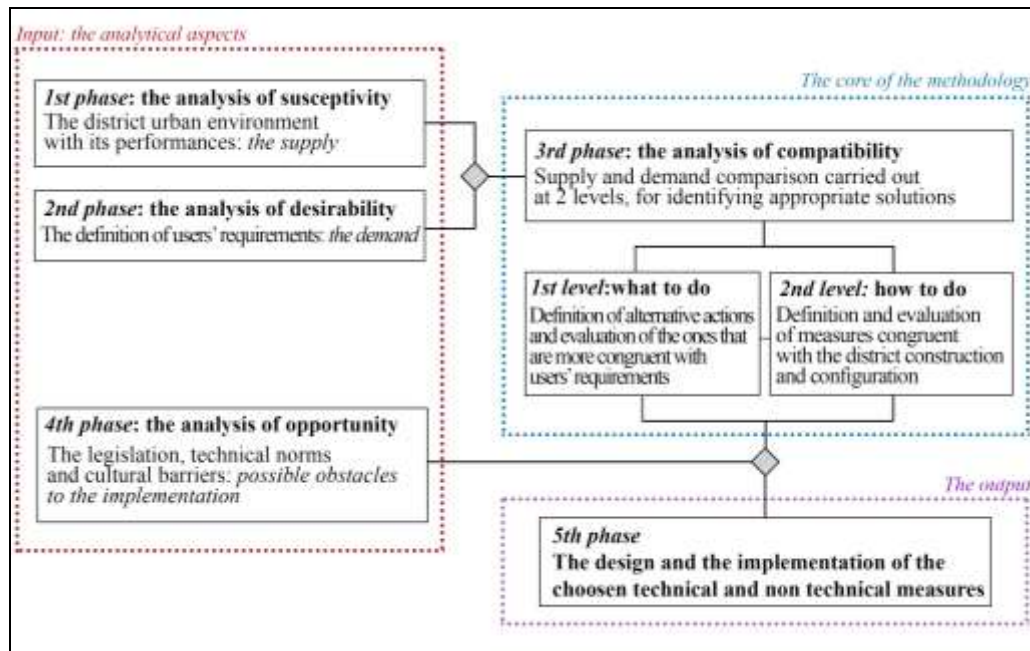 Input: the analytical aspects
1st phase: the analysis of susceptivity
The district urban environment
with its performances: the supply
2nd phase: the analysis of desirability
The definition of users' requirements: the demand
4th phase: the analysis of opportunity
The legislation, technical norms
and cultural barriers: possible obstacles
to the implementation
The core of the methodology
3rd phase: the analysis of compatibility
Supply and demand comparison carried out
at 2 levels, for identifying appropriate solutions
1st level:what to do
Definition of alternative actions
and evaluation of the ones that
are more congruent with
users' requirements
2nd level: how to do
Definition and evaluation
of measures congruent
with the district construction
and configuration
The output
5th phase
The design and the implementation of the
choosen technical and non technical measures